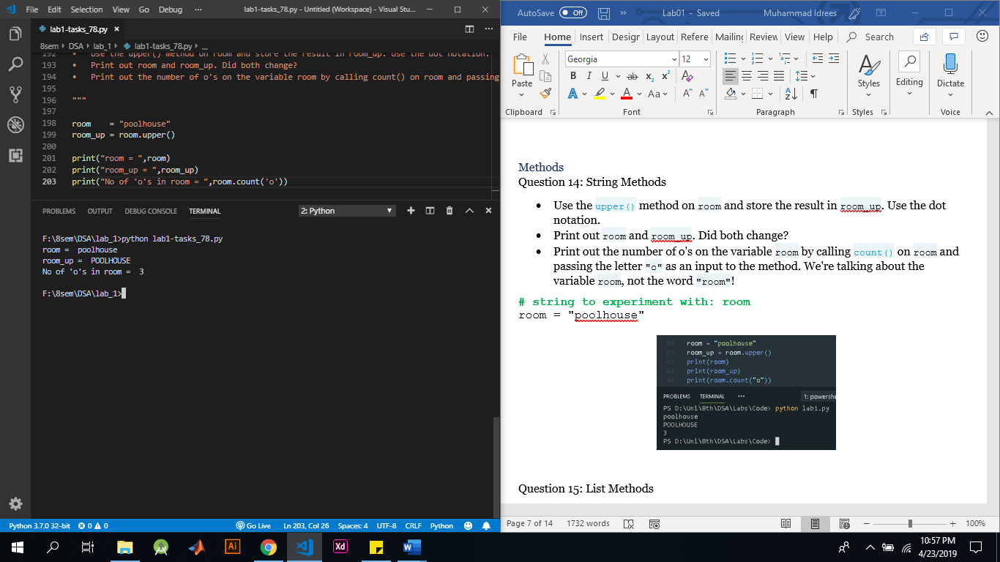 File Edit Selection View Go Debug ··· lab1-tasks_78.py - Untitled (Workspace) - Visual Stu...
lab1-tasks_78.py ×
8sem > DSA > lab_1 > lab1-tasks_78.py > ...
192 • Use the upper() method on room and store the result in room_up. Use the dot notation.
193 • Print out room and room_up. Did both change?
194 • Print out the number of o's on the variable room by calling count() on room and passing
195
196 """
197
198 room = "poolhouse"
199 room_up = room.upper()
200
201 print("room = ",room)
202 print("room_up = ",room_up)
203 print("No of 'o's in room = ",room.count('o'))
PROBLEMS OUTPUT DEBUG CONSOLE TERMINAL 2: Python
F:\8sem\DSA\lab_1>python lab1-tasks_78.py
room =  poolhouse
room_up =  POOLHOUSE
No of 'o's in room =  3
F:\8sem\DSA\lab_1>
Python 3.7.0 32-bit 0 0 Go Live Ln 203, Col 26 Spaces: 4 UTF-8 CRLF Python
AutoSave Off Lab01 - Saved Muhammad Idrees
File Home Insert Design Layout Refere Mailing Review View Help Search
Georgia 12
B I U ab x₂ x²
Paste Styles Editing Dictate
A A Aa A A
Clipboard Font Paragraph Styles Voice
Methods
Question 14: String Methods
• Use the upper() method on room and store the result in room_up. Use the dot
notation.
• Print out room and room_up. Did both change?
• Print out the number of o's on the variable room by calling count() on room and
passing the letter "o" as an input to the method. We're talking about the
variable room, not the word "room"!
# string to experiment with: room
room = "poolhouse"
40 room = "poolhouse"
41 room_up = room.upper()
42 print(room)
43 print(room_up)
44 print(room.count("o"))
PROBLEMS TERMINAL ··· 1: powershe
PS D:\Uni\8th\DSA\Labs\Code> python lab1.py
poolhouse
POOLHOUSE
3
PS D:\Uni\8th\DSA\Labs\Code>
Question 15: List Methods
Page 7 of 14 1732 words 100%
Ai Xd
10:57 PM
4/23/2019